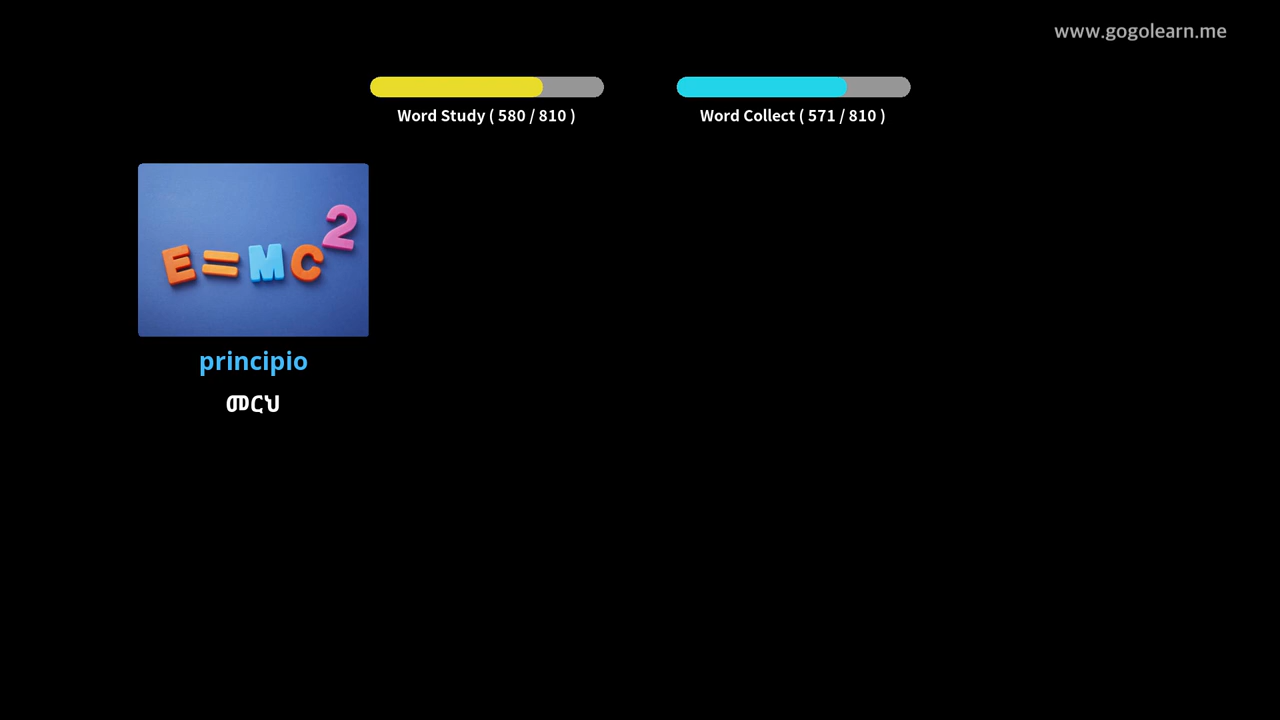 www.gogolearn.me
Word Study ( 580 / 810 )
Word Collect ( 571 / 810 )
E=MC²
principio
መርህ